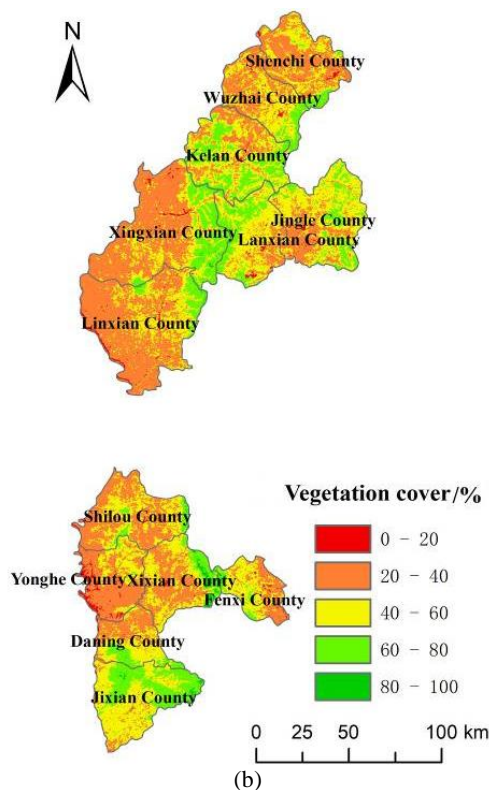 N
Shenchi County
Wuzhai County
Kelan County
Jingle County
Xingxian County
Lanxian County
Linxian County
Vegetation cover/%
Shilou County
0 - 20
20 - 40
Yonghe County
Xixian County
Fenxi County
40 - 60
Daning County
60 - 80
Jixian County
80 - 100
0 25 50 100 km
(b)